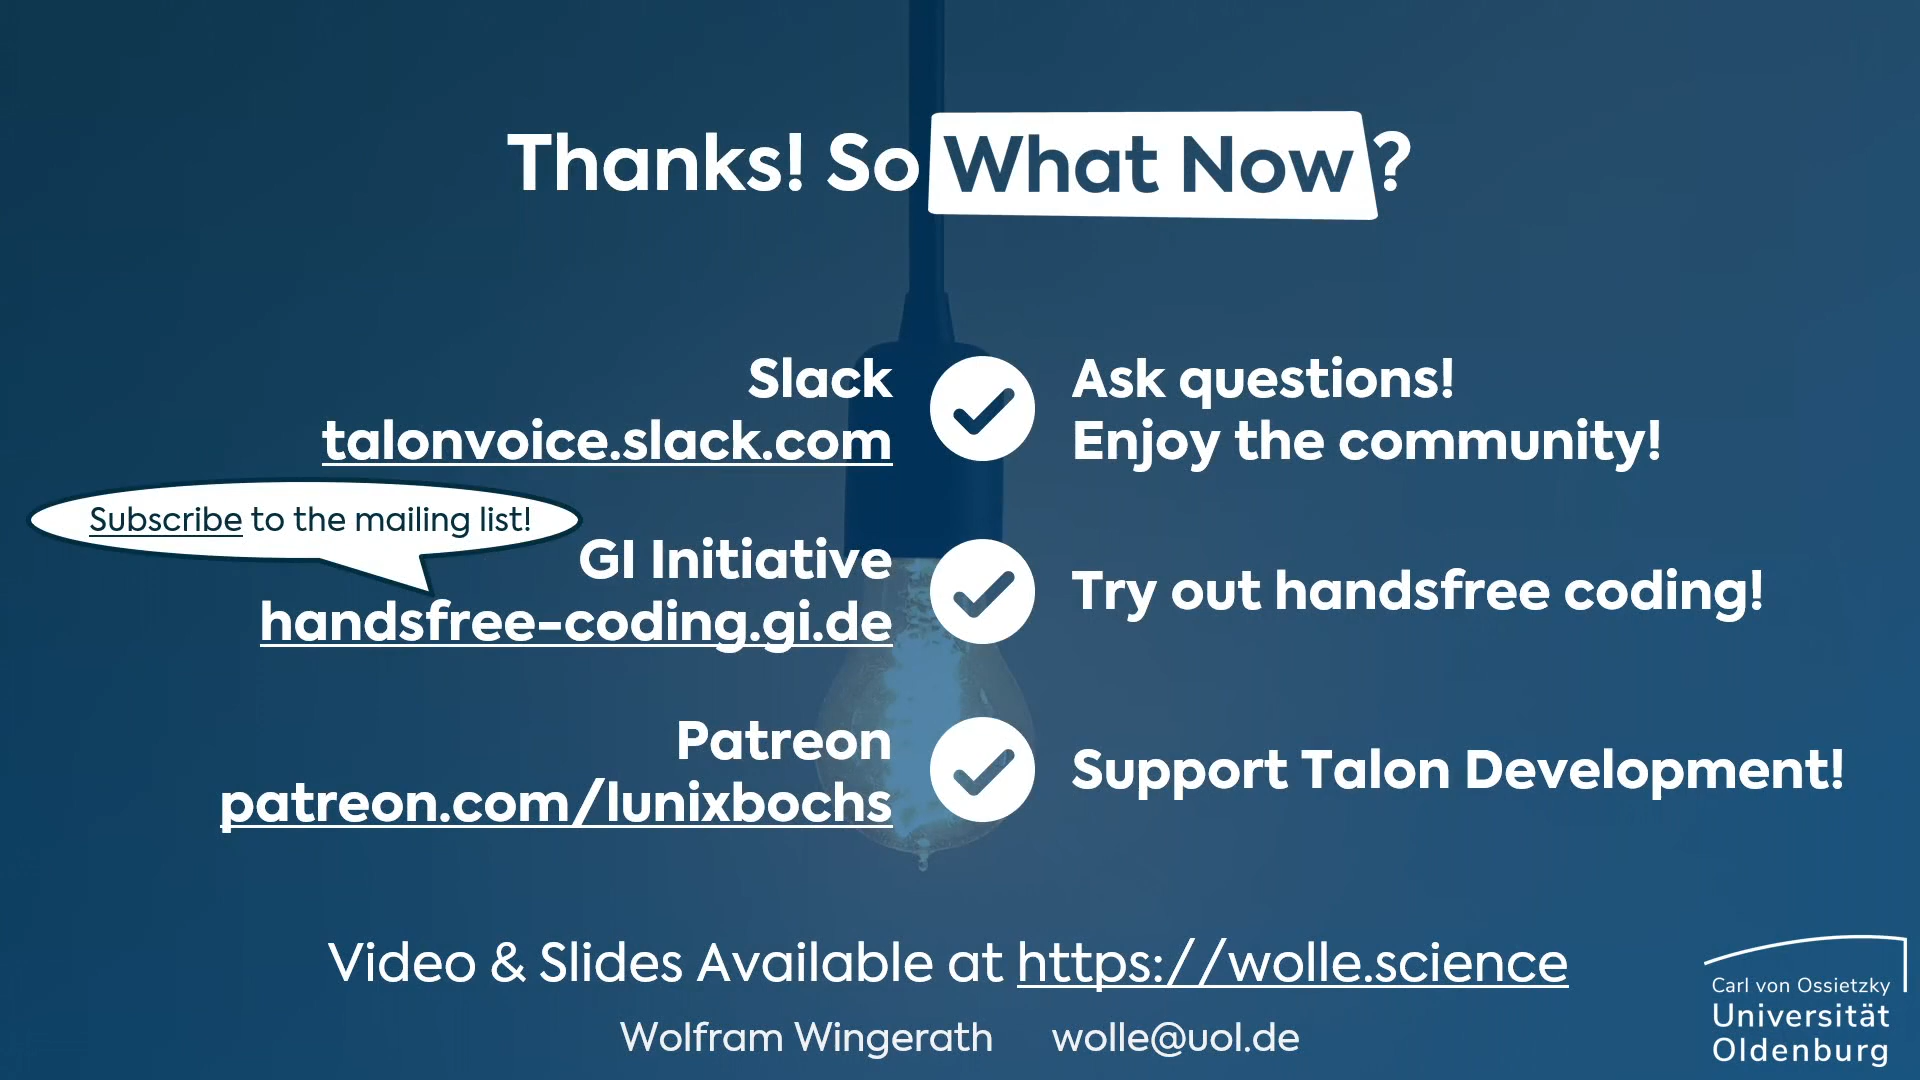 Thanks! So What Now?
Slack
talonvoice.slack.com
Ask questions!
Enjoy the community!
Subscribe to the mailing list!
GI Initiative
handsfree-coding.gi.de
Try out handsfree coding!
Patreon
patreon.com/lunixbochs
Support Talon Development!
Video & Slides Available at https://wolle.science
Wolfram Wingerath wolle@uol.de
Carl von Ossietzky
Universität
Oldenburg